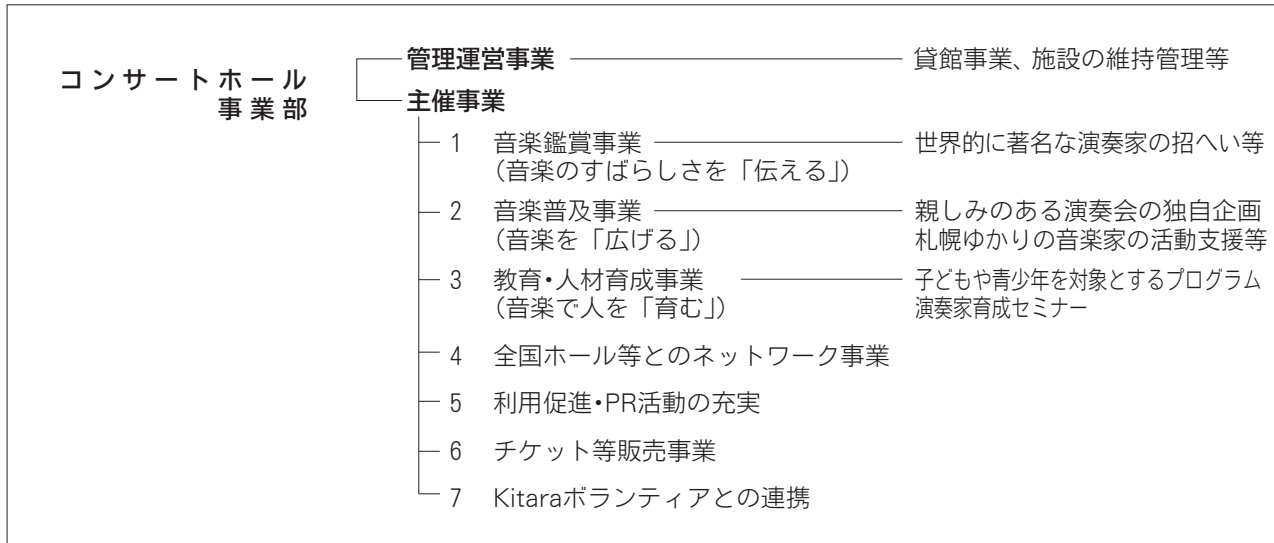 コンサートホール
事業部
管理運営事業 貸館事業、施設の維持管理等
主催事業
1 音楽鑑賞事業 世界的に著名な演奏家の招へい等
（音楽のすばらしさを「伝える」）
2 音楽普及事業 親しみのある演奏会の独自企画
（音楽を「広げる」） 札幌ゆかりの音楽家の活動支援等
3 教育・人材育成事業 子どもや青少年を対象とするプログラム
（音楽で人を「育む」） 演奏家育成セミナー
4 全国ホール等とのネットワーク事業
5 利用促進・PR活動の充実
6 チケット等販売事業
7 Kitaraボランティアとの連携